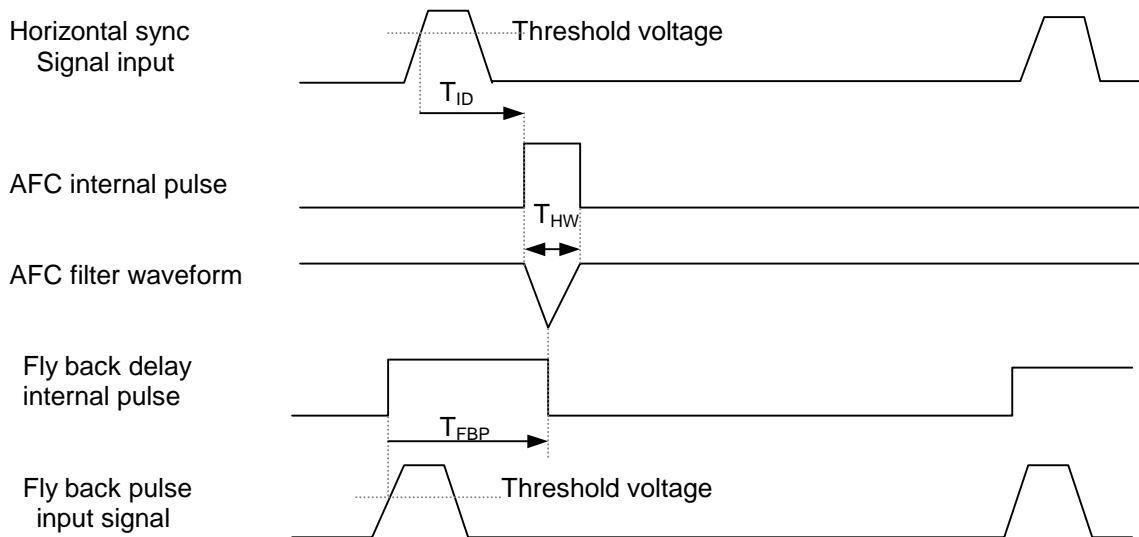 Horizontal sync
Signal input
Threshold voltage
TID
AFC internal pulse
THW
AFC filter waveform
Fly back delay
internal pulse
TFBP
Fly back pulse
input signal
Threshold voltage